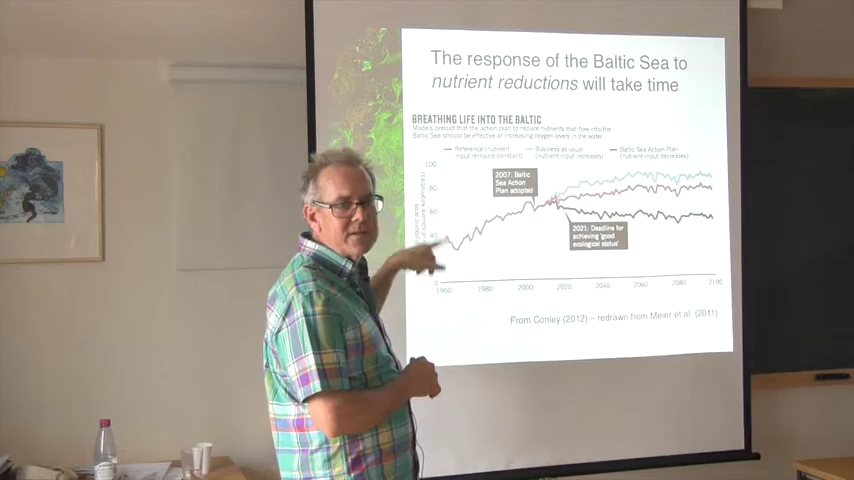 The response of the Baltic Sea to
nutrient reductions will take time
BREATHING LIFE INTO THE BALTIC
Models predict that the action plan to reduce nutrients that flow into the
Baltic Sea should be effective at increasing oxygen levels in the water
Reference (nutrient
input remains constant)
Business as usual
(nutrient input increases)
Baltic Sea Action Plan
(nutrient input decreases)
100
80
60
40
0
2007: Baltic
Sea Action
Plan adopted
2021: Deadline for
achieving 'good
ecological status'
area
square kilometres)
1960 1980 2000 2020 2040 2060 2080 2100
From Conley (2012) – redrawn from Meier et al. (2011)